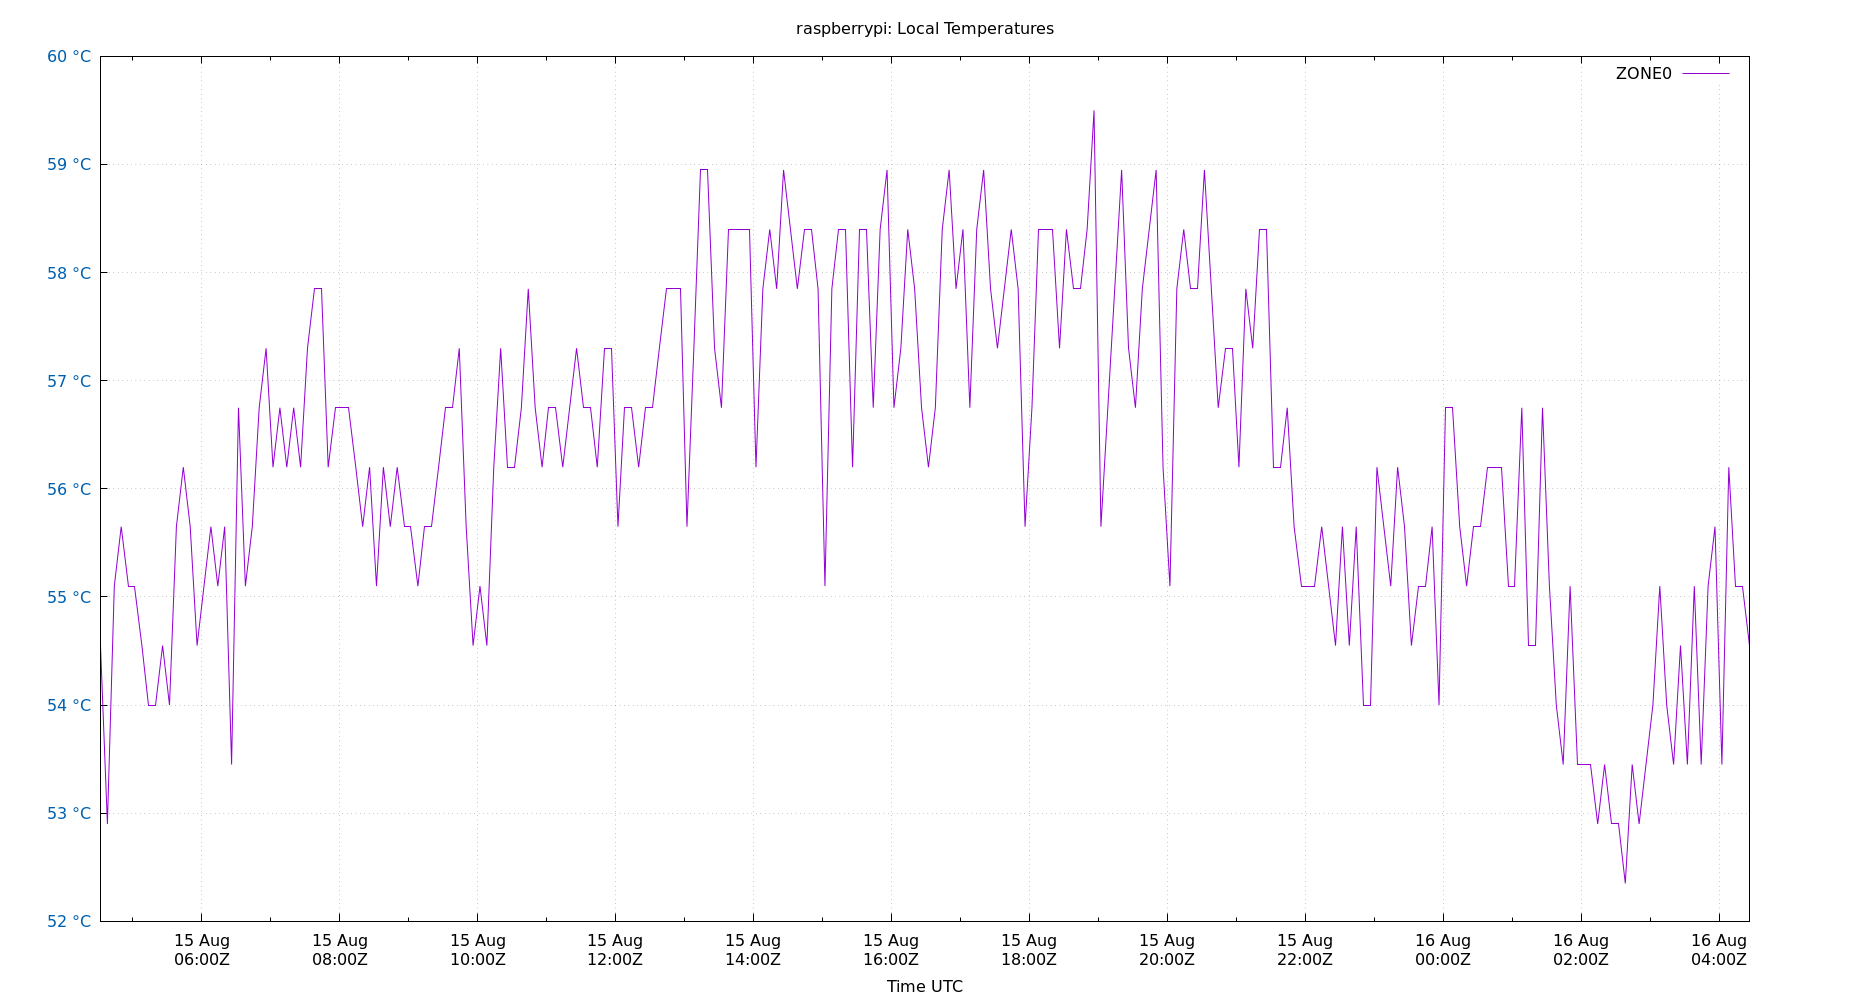 raspberrypi: Local Temperatures
60 °C
ZONE0
59 °C
58 °C
57 °C
56 °C
55 °C
54 °C
53 °C
52 °C
15 Aug 15 Aug 15 Aug 15 Aug 15 Aug 15 Aug 15 Aug 15 Aug 15 Aug 16 Aug 16 Aug 16 Aug
06:00Z 08:00Z 10:00Z 12:00Z 14:00Z 16:00Z 18:00Z 20:00Z 22:00Z 00:00Z 02:00Z 04:00Z
Time UTC